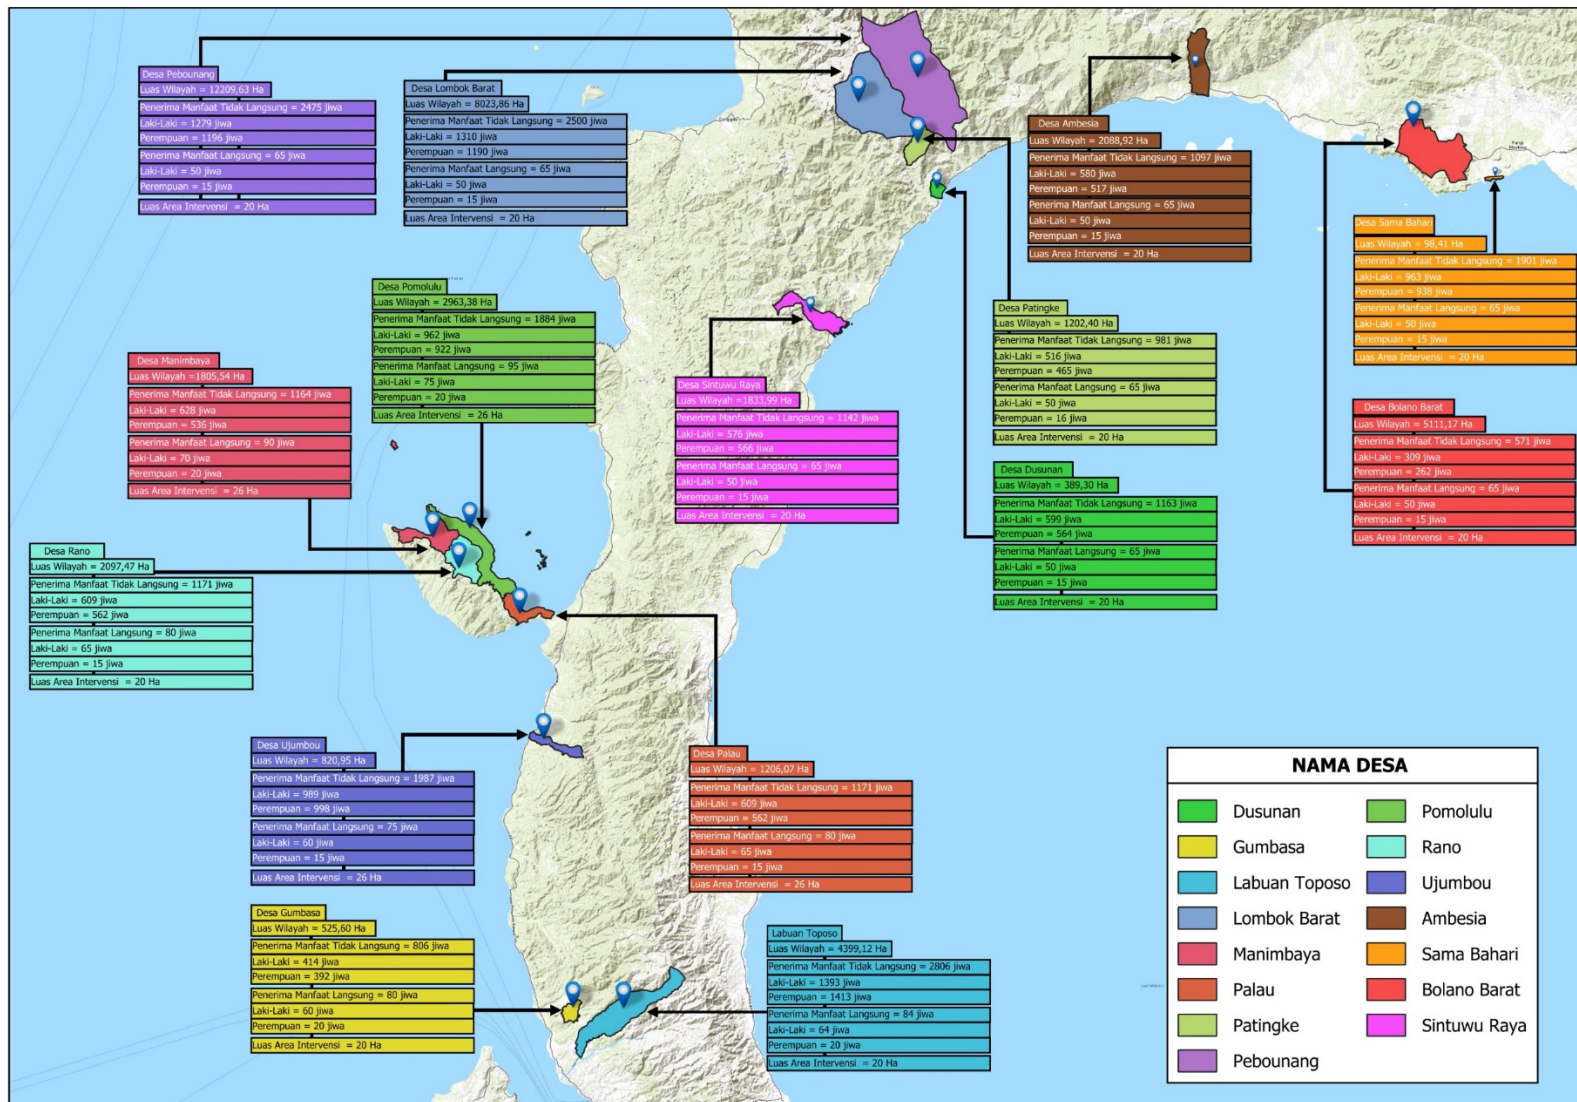 Desa Pebounang
Luas Wilayah = 12209,63 Ha
Penerima Manfaat Tidak Langsung = 2475 jiwa
Laki-Laki = 1279 jiwa
Perempuan = 1196 jiwa
Penerima Manfaat Langsung = 65 jiwa
Laki-Laki = 50 jiwa
Perempuan = 15 jiwa
Luas Area Intervensi = 20 Ha
Desa Lombok Barat
Luas Wilayah = 8023,86 Ha
Penerima Manfaat Tidak Langsung = 2500 jiwa
Laki-Laki = 1310 jiwa
Perempuan = 1190 jiwa
Penerima Manfaat Langsung = 65 jiwa
Laki-Laki = 50 jiwa
Perempuan = 15 jiwa
Luas Area Intervensi = 20 Ha
Desa Ambesia
Luas Wilayah = 2088,92 Ha
Penerima Manfaat Tidak Langsung = 1097 jiwa
Laki-Laki = 580 jiwa
Perempuan = 517 jiwa
Penerima Manfaat Langsung = 65 jiwa
Laki-Laki = 50 jiwa
Perempuan = 15 jiwa
Luas Area Intervensi = 20 Ha
Desa Sama Bahari
Luas Wilayah = 98,41 Ha
Penerima Manfaat Tidak Langsung = 1901 jiwa
Laki-Laki = 963 jiwa
Perempuan = 938 jiwa
Penerima Manfaat Langsung = 65 jiwa
Laki-Laki = 50 jiwa
Perempuan = 15 jiwa
Luas Area Intervensi = 20 Ha
Desa Pomolulu
Luas Wilayah = 2963,38 Ha
Penerima Manfaat Tidak Langsung = 1884 jiwa
Laki-Laki = 962 jiwa
Perempuan = 922 jiwa
Penerima Manfaat Langsung = 95 jiwa
Laki-Laki = 75 jiwa
Perempuan = 20 jiwa
Luas Area Intervensi = 26 Ha
Desa Patingke
Luas Wilayah = 1202,40 Ha
Penerima Manfaat Tidak Langsung = 981 jiwa
Laki-Laki = 516 jiwa
Perempuan = 465 jiwa
Penerima Manfaat Langsung = 65 jiwa
Laki-Laki = 50 jiwa
Perempuan = 16 jiwa
Luas Area Intervensi = 20 Ha
Desa Manimbaya
Luas Wilayah =1805,54 Ha
Penerima Manfaat Tidak Langsung = 1164 jiwa
Laki-Laki = 628 jiwa
Perempuan = 536 jiwa
Penerima Manfaat Langsung = 90 jiwa
Laki-Laki = 70 jiwa
Perempuan = 20 jiwa
Luas Area Intervensi = 26 Ha
Desa Sintuwu Raya
Luas Wilayah =1833,99 Ha
Penerima Manfaat Tidak Langsung = 1142 jiwa
Laki-Laki = 576 jiwa
Perempuan = 566 jiwa
Penerima Manfaat Langsung = 65 jiwa
Laki-Laki = 50 jiwa
Perempuan = 15 jiwa
Luas Area Intervensi = 20 Ha
Desa Bolano Barat
Luas Wilayah = 5111,17 Ha
Penerima Manfaat Tidak Langsung = 571 jiwa
Laki-Laki = 309 jiwa
Perempuan = 262 jiwa
Penerima Manfaat Langsung = 65 jiwa
Laki-Laki = 50 jiwa
Perempuan = 15 jiwa
Luas Area Intervensi = 20 Ha
Desa Dusunan
Luas Wilayah = 389,30 Ha
Penerima Manfaat Tidak Langsung = 1163 jiwa
Laki-Laki = 599 jiwa
Perempuan = 564 jiwa
Penerima Manfaat Langsung = 65 jiwa
Laki-Laki = 50 jiwa
Perempuan = 15 jiwa
Luas Area Intervensi = 20 Ha
Desa Rano
Luas Wilayah = 2097,47 Ha
Penerima Manfaat Tidak Langsung = 1171 jiwa
Laki-Laki = 609 jiwa
Perempuan = 562 jiwa
Penerima Manfaat Langsung = 80 jiwa
Laki-Laki = 65 jiwa
Perempuan = 15 jiwa
Luas Area Intervensi = 20 Ha
Desa Ujumbou
Luas Wilayah = 820,95 Ha
Penerima Manfaat Tidak Langsung = 1987 jiwa
Laki-Laki = 989 jiwa
Perempuan = 998 jiwa
Penerima Manfaat Langsung = 75 jiwa
Laki-Laki = 60 jiwa
Perempuan = 15 jiwa
Luas Area Intervensi = 26 Ha
Desa Palau
Luas Wilayah = 1206,07 Ha
Penerima Manfaat Tidak Langsung = 1171 jiwa
Laki-Laki = 609 jiwa
Perempuan = 562 jiwa
Penerima Manfaat Langsung = 80 jiwa
Laki-Laki = 65 jiwa
Perempuan = 15 jiwa
Luas Area Intervensi = 26 Ha
Desa Gumbasa
Luas Wilayah = 525,60 Ha
Penerima Manfaat Tidak Langsung = 806 jiwa
Laki-Laki = 414 jiwa
Perempuan = 392 jiwa
Penerima Manfaat Langsung = 80 jiwa
Laki-Laki = 60 jiwa
Perempuan = 20 jiwa
Luas Area Intervensi = 20 Ha
Labuan Toposo
Luas Wilayah = 4399,12 Ha
Penerima Manfaat Tidak Langsung = 2806 jiwa
Laki-Laki = 1393 jiwa
Perempuan = 1413 jiwa
Penerima Manfaat Langsung = 84 jiwa
Laki-Laki = 64 jiwa
Perempuan = 20 jiwa
Luas Area Intervensi = 20 Ha
NAMA DESA
Dusunan
Gumbasa
Labuan Toposo
Lombok Barat
Manimbaya
Palau
Patingke
Pebounang
Pomolulu
Rano
Ujumbou
Ambesia
Sama Bahari
Bolano Barat
Sintuwu Raya